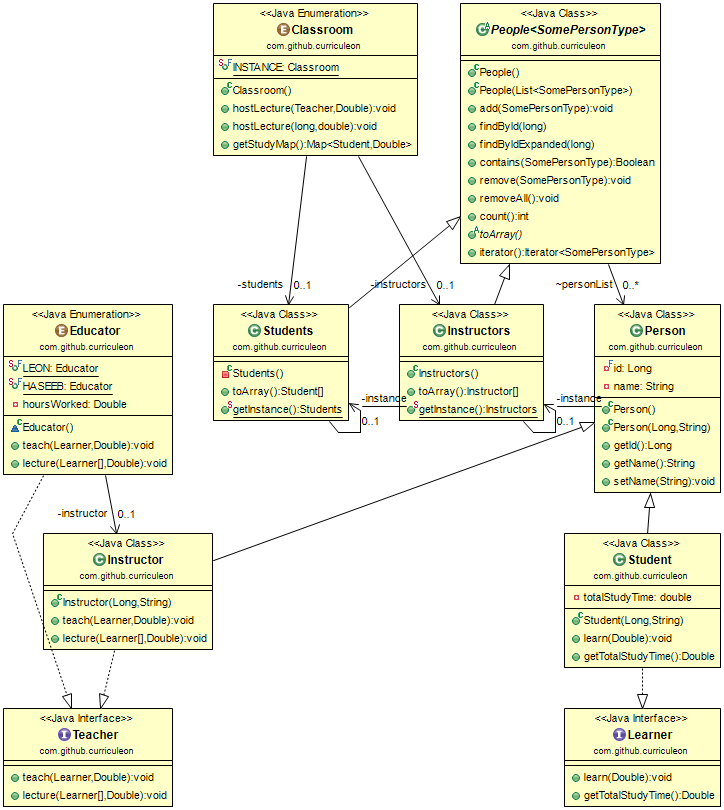 <<Java Enumeration>>
Classroom
com.github.curriculeon
INSTANCE: Classroom
Classroom()
hostLecture(Teacher,Double):void
hostLecture(long,double):void
getStudyMap():Map<Student,Double>
<<Java Class>>
People<SomePersonType>
com.github.curriculeon
People()
People(List<SomePersonType>)
add(SomePersonType):void
findById(long)
findByIdExpanded(long)
contains(SomePersonType):Boolean
remove(SomePersonType):void
removeAll():void
count():int
toArray()
iterator():Iterator<SomePersonType>
-students 0..1
-instructors 0..1
~personList 0..*
<<Java Enumeration>>
Educator
com.github.curriculeon
LEON: Educator
HASEEB: Educator
hoursWorked: Double
Educator()
teach(Learner,Double):void
lecture(Learner[],Double):void
<<Java Class>>
Students
com.github.curriculeon
Students()
toArray():Student[]
getInstance():Students
-instance
0..1
<<Java Class>>
Instructors
com.github.curriculeon
Instructors()
toArray():Instructor[]
getInstance():Instructors
-instance
0..1
<<Java Class>>
Person
com.github.curriculeon
id: Long
name: String
Person()
Person(Long,String)
getId():Long
getName():String
setName(String):void
-instructor 0..1
<<Java Class>>
Instructor
com.github.curriculeon
Instructor(Long,String)
teach(Learner,Double):void
lecture(Learner[],Double):void
<<Java Class>>
Student
com.github.curriculeon
totalStudyTime: double
Student(Long,String)
learn(Double):void
getTotalStudyTime():Double
<<Java Interface>>
Teacher
com.github.curriculeon
teach(Learner,Double):void
lecture(Learner[],Double):void
<<Java Interface>>
Learner
com.github.curriculeon
learn(Double):void
getTotalStudyTime():Double